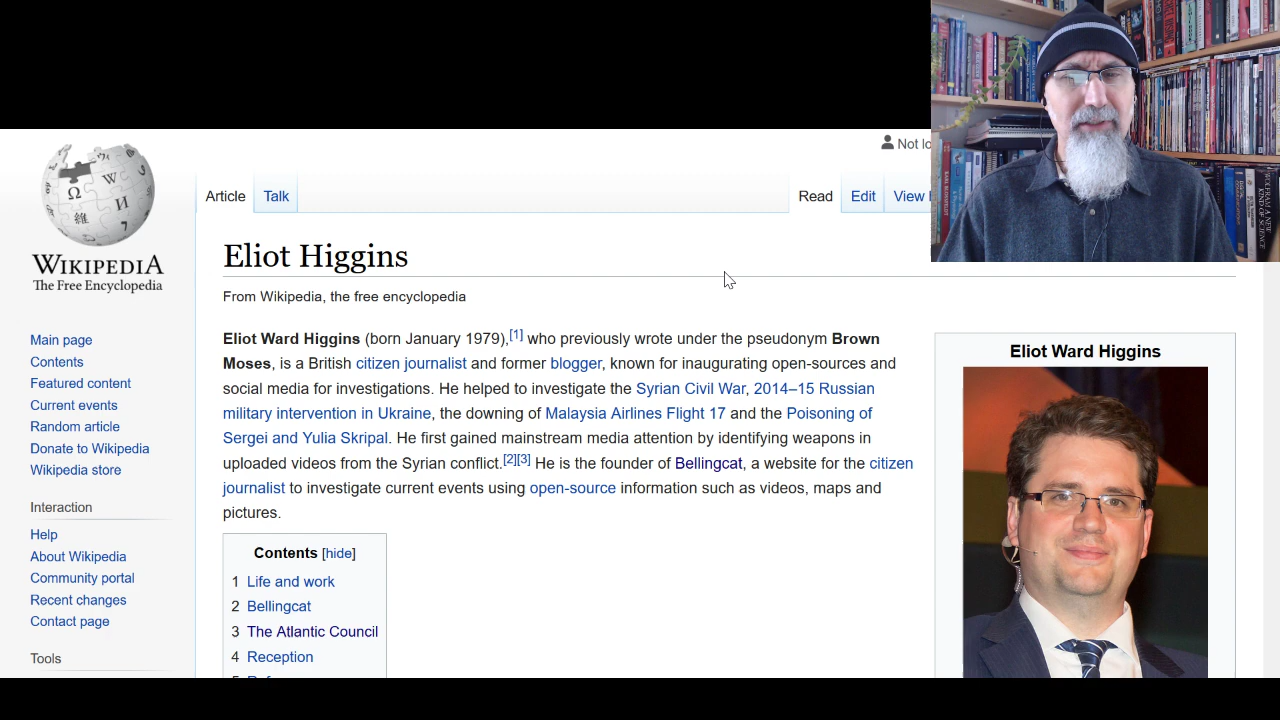 Not lo
Article Talk Read Edit View
Eliot Higgins
WIKIPEDIA
The Free Encyclopedia
From Wikipedia, the free encyclopedia
Main page
Contents
Featured content
Current events
Random article
Donate to Wikipedia
Wikipedia store
Interaction
Help
About Wikipedia
Community portal
Recent changes
Contact page
Tools
Eliot Ward Higgins (born January 1979),[1] who previously wrote under the pseudonym Brown
Moses, is a British citizen journalist and former blogger, known for inaugurating open-sources and
social media for investigations. He helped to investigate the Syrian Civil War, 2014–15 Russian
military intervention in Ukraine, the downing of Malaysia Airlines Flight 17 and the Poisoning of
Sergei and Yulia Skripal. He first gained mainstream media attention by identifying weapons in
uploaded videos from the Syrian conflict.[2][3] He is the founder of Bellingcat, a website for the citizen
journalist to investigate current events using open-source information such as videos, maps and
pictures.
Contents [hide]
1 Life and work
2 Bellingcat
3 The Atlantic Council
4 Reception
Eliot Ward Higgins
WOLFRAM A NEW
KIND OF SCIENCE